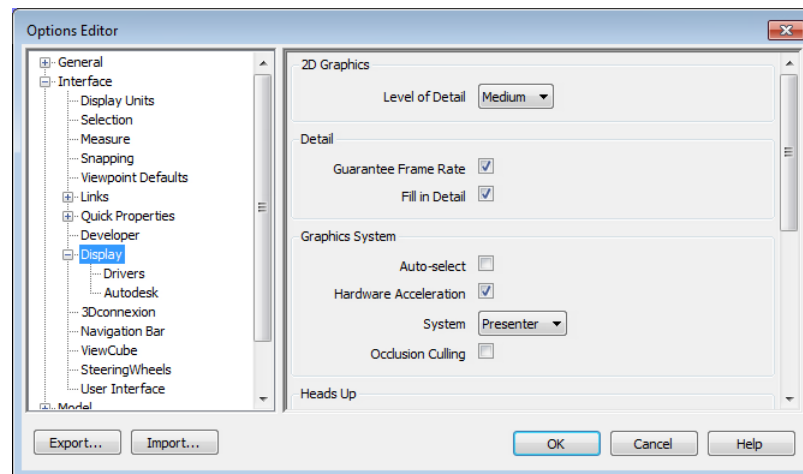 Options Editor
General
Interface
Display Units
Selection
Measure
Snapping
Viewpoint Defaults
Links
Quick Properties
Developer
Display
Drivers
Autodesk
3Dconnexion
Navigation Bar
ViewCube
SteeringWheels
User Interface
Model
2D Graphics
Level of Detail Medium
Detail
Guarantee Frame Rate
Fill in Detail
Graphics System
Auto-select
Hardware Acceleration
System Presenter
Occlusion Culling
Heads Up
Export... Import... OK Cancel Help